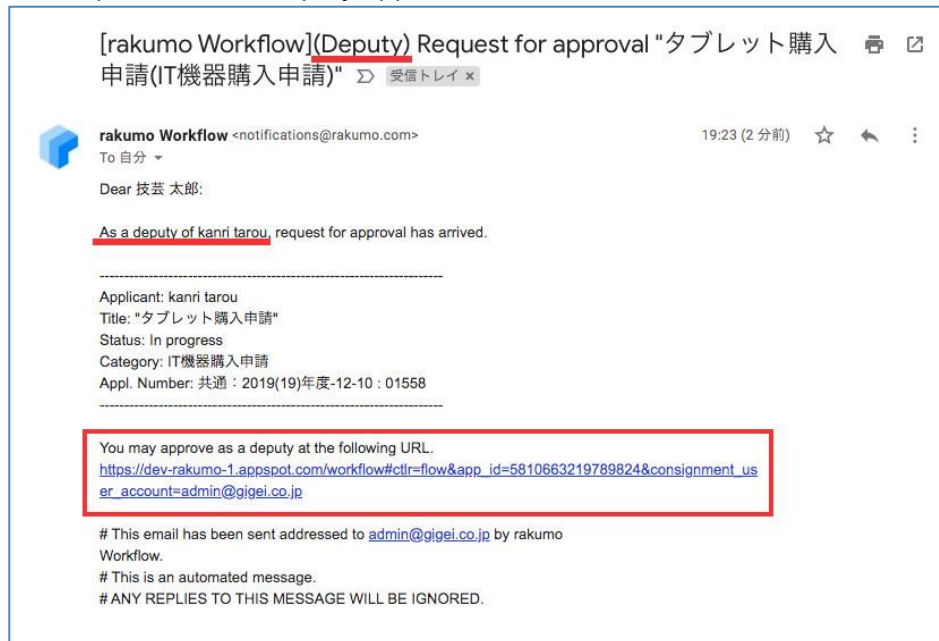 [rakumo Workflow](Deputy) Request for approval "タブレット購入
申請(IT機器購入申請)" 受信トレイ ×
rakumo Workflow <notifications@rakumo.com> 19:23 (2 分前)
To 自分
Dear 技芸 太郎:
As a deputy of kanri tarou, request for approval has arrived.
----------------------------------------------------------------------
Applicant: kanri tarou
Title: "タブレット購入申請"
Status: In progress
Category: IT機器購入申請
Appl. Number: 共通：2019(19)年度-12-10 : 01558
----------------------------------------------------------------------
You may approve as a deputy at the following URL.
https://dev-rakumo-1.appspot.com/workflow#ctlr=flow&app_id=5810663219789824&consignment_us
er_account=admin@gigei.co.jp
# This email has been sent addressed to admin@gigei.co.jp by rakumo
Workflow.
# This is an automated message.
# ANY REPLIES TO THIS MESSAGE WILL BE IGNORED.